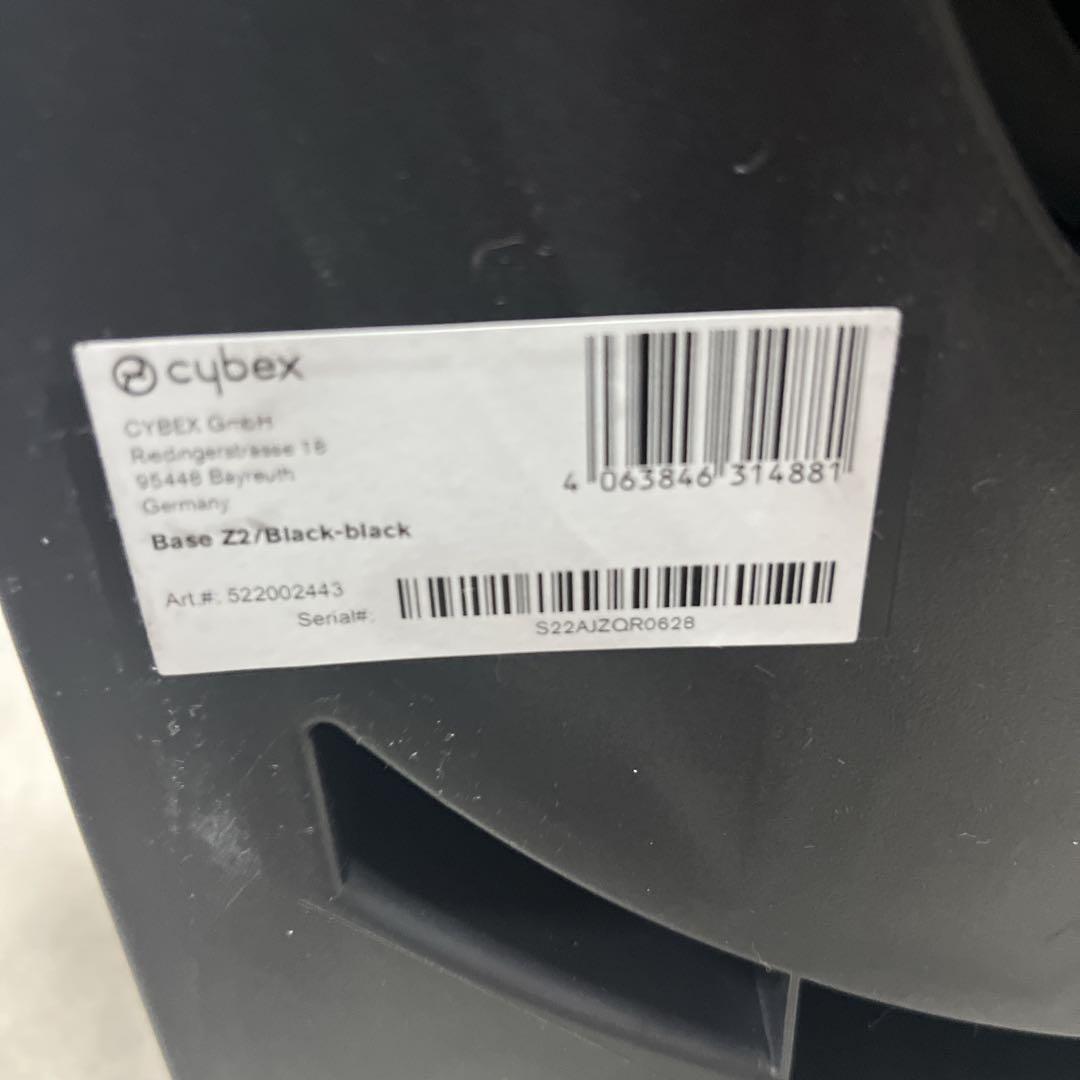 cybex
CYBEX GmbH
Riedingerstrasse 18
95448 Bayreuth
Germany
Base Z2/Black-black
Art.#: 522002443
Serial#:
4 063846 314881
S22AJZQR0628